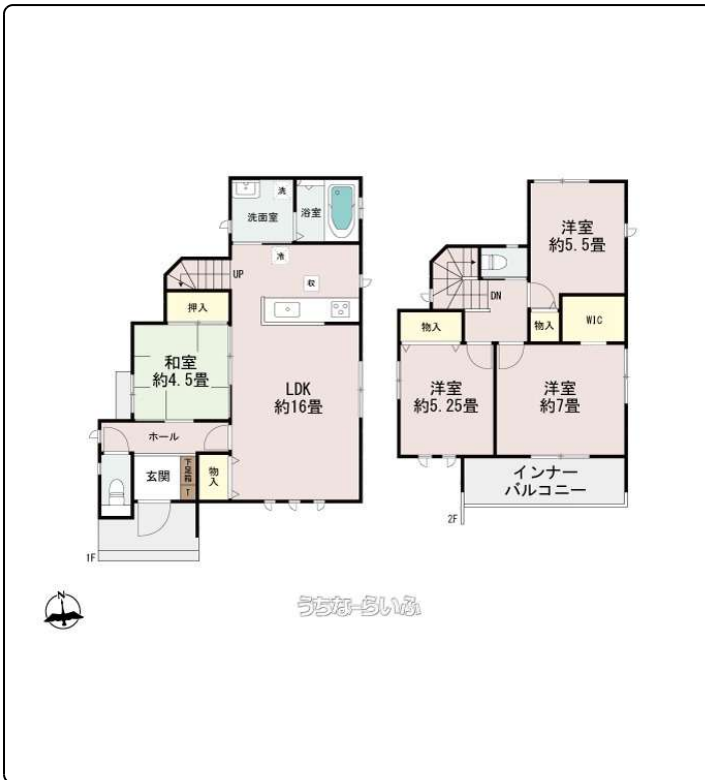 洗
洗面室
浴室
冷
UP
収
押入
和室
約4.5畳
LDK
約16畳
ホール
玄関
下足箱
T
物入
1F
洋室
約5.5畳
DN
物入
物入
WIC
洋室
約5.25畳
洋室
約7畳
インナー
バルコニー
2F
N
うちなーらいふ